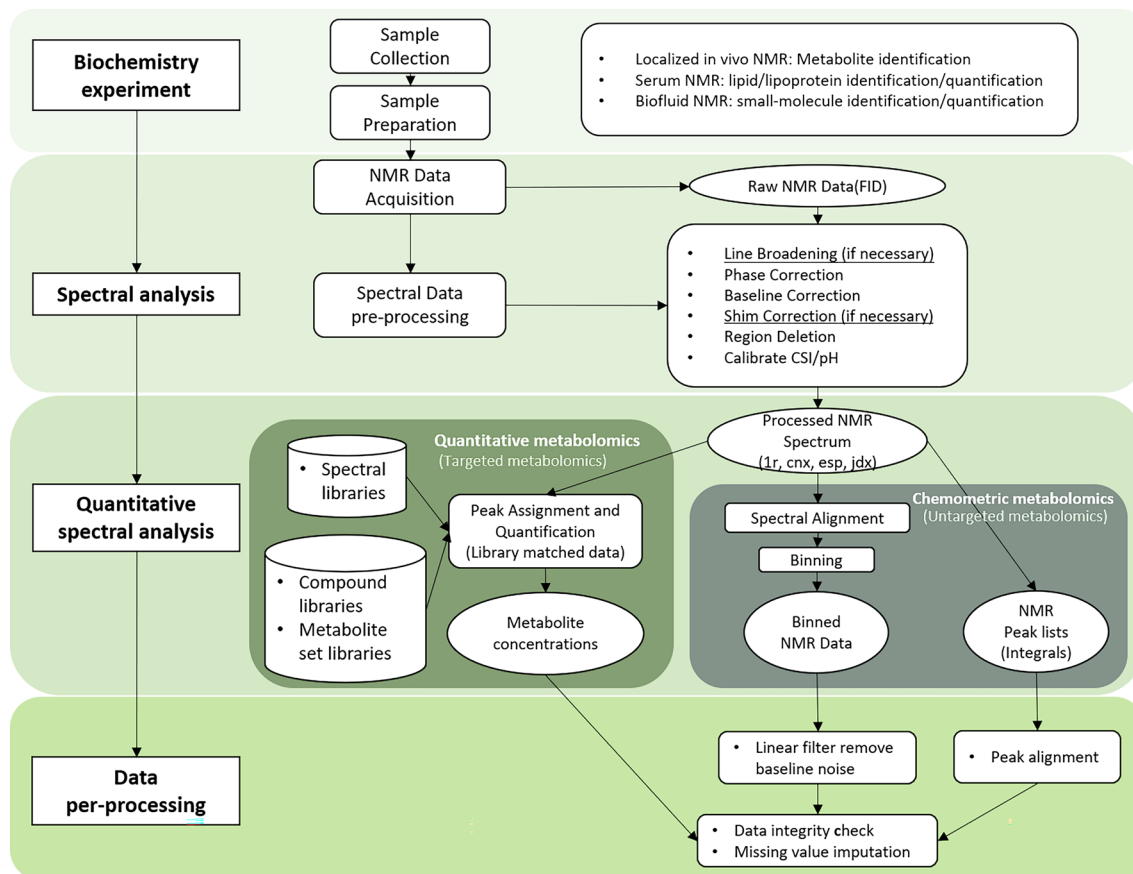 Biochemistry
experiment
Sample
Collection
Sample
Preparation
• Localized in vivo NMR: Metabolite identification
• Serum NMR: lipid/lipoprotein identification/quantification
• Biofluid NMR: small-molecule identification/quantification
NMR Data
Acquisition
Raw NMR Data(FID)
Spectral analysis
Spectral Data
pre-processing
• Line Broadening (if necessary)
• Phase Correction
• Baseline Correction
• Shim Correction (if necessary)
• Region Deletion
• Calibrate CSI/pH
Quantitative
spectral analysis
Quantitative metabolomics
(Targeted metabolomics)
• Spectral
libraries
• Compound
libraries
• Metabolite
set libraries
Peak Assignment and
Quantification
(Library matched data)
Metabolite
concentrations
Processed NMR
Spectrum
(1r, cnx, esp, jdx)
Chemometric metabolomics
(Untargeted metabolomics)
Spectral Alignment
Binning
Binned
NMR Data
NMR
Peak lists
(Integrals)
Data
per-processing
• Linear filter remove
baseline noise
• Peak alignment
• Data integrity check
• Missing value imputation